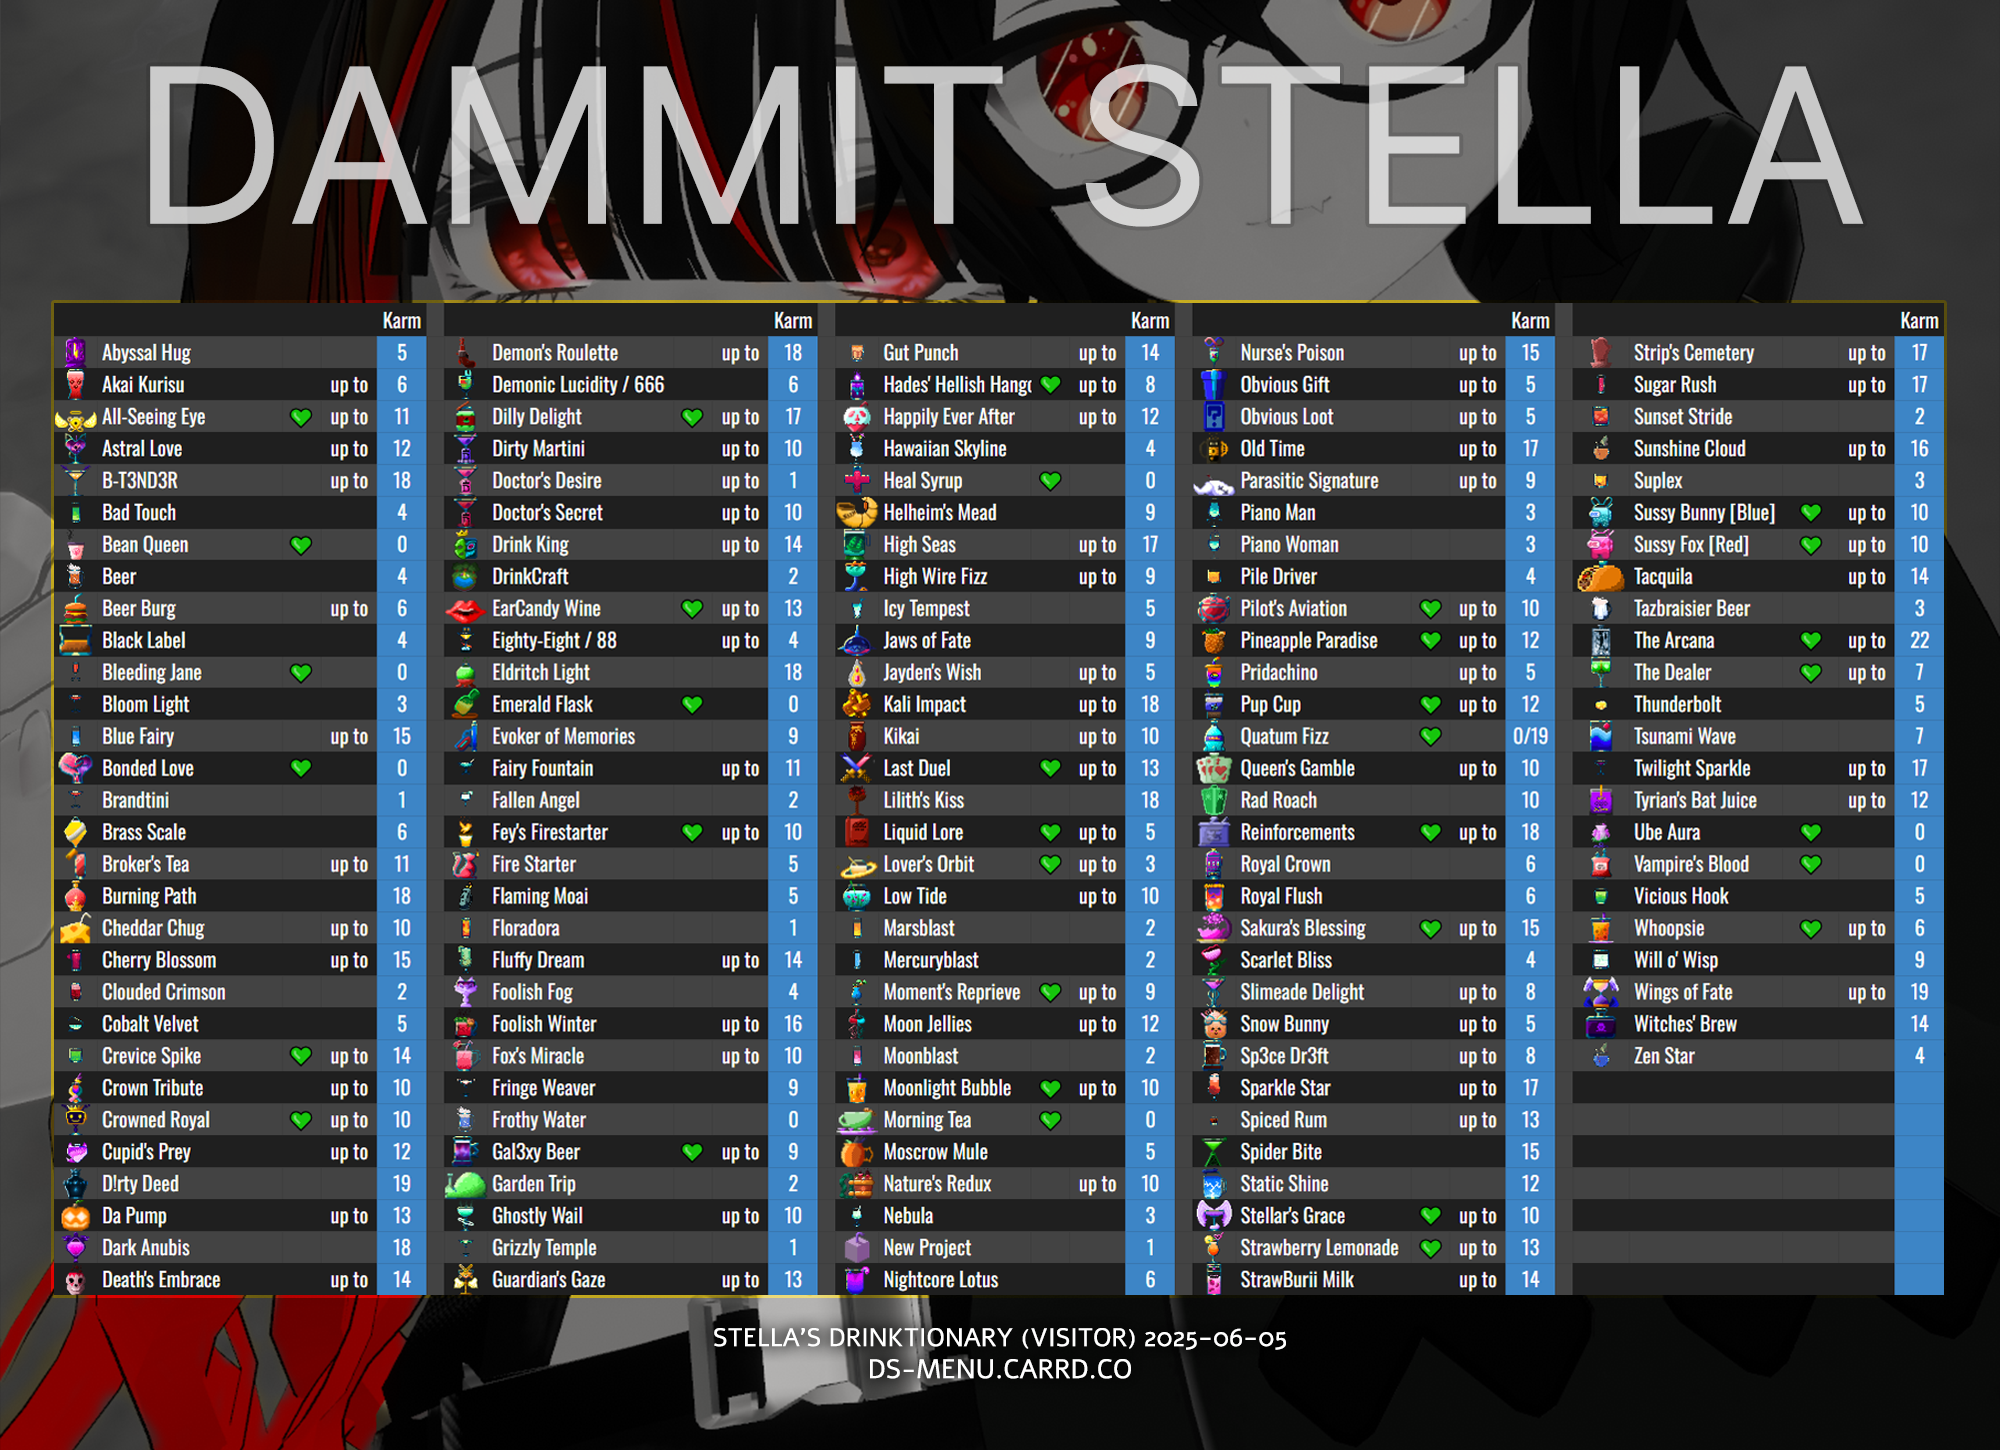 DAMMIT STELLA
Karm
Abyssal Hug 5
Akai Kurisu up to 6
All-Seeing Eye up to 11
Astral Love up to 12
B-T3ND3R up to 18
Bad Touch 4
Bean Queen 0
Beer 4
Beer Burg up to 6
Black Label 4
Bleeding Jane 0
Bloom Light 3
Blue Fairy up to 15
Bonded Love 0
Brandtini 1
Brass Scale 6
Broker's Tea up to 11
Burning Path 18
Cheddar Chug up to 10
Cherry Blossom up to 15
Clouded Crimson 2
Cobalt Velvet 5
Crevice Spike up to 14
Crown Tribute up to 10
Crowned Royal up to 10
Cupid's Prey up to 12
D!rty Deed 19
Da Pump up to 13
Dark Anubis 18
Death's Embrace up to 14
Karm
Demon's Roulette up to 18
Demonic Lucidity / 666 6
Dilly Delight up to 17
Dirty Martini up to 10
Doctor's Desire up to 1
Doctor's Secret up to 10
Drink King up to 14
DrinkCraft 2
EarCandy Wine up to 13
Eighty-Eight / 88 up to 4
Eldritch Light 18
Emerald Flask 0
Evoker of Memories 9
Fairy Fountain up to 11
Fallen Angel 2
Fey's Firestarter up to 10
Fire Starter 5
Flaming Moai 5
Floradora 1
Fluffy Dream up to 14
Foolish Fog 4
Foolish Winter up to 16
Fox's Miracle up to 10
Fringe Weaver 9
Frothy Water 0
Gal3xy Beer up to 9
Garden Trip 2
Ghostly Wail up to 10
Grizzly Temple 1
Guardian's Gaze up to 13
Karm
Gut Punch up to 14
Hades' Hellish Hang up to 8
Happily Ever After up to 12
Hawaiian Skyline 4
Heal Syrup 0
Helheim's Mead 9
High Seas up to 17
High Wire Fizz up to 9
Icy Tempest 5
Jaws of Fate 9
Jayden's Wish up to 5
Kali Impact up to 18
Kikai up to 10
Last Duel up to 13
Lilith's Kiss 18
Liquid Lore up to 5
Lover's Orbit up to 3
Low Tide up to 10
Marsblast 2
Mercuryblast 2
Moment's Reprieve up to 9
Moon Jellies up to 12
Moonblast 2
Moonlight Bubble up to 10
Morning Tea 0
Moscrow Mule 5
Nature's Redux up to 10
Nebula 3
New Project 1
Nightcore Lotus 6
Karm
Nurse's Poison up to 15
Obvious Gift up to 5
Obvious Loot up to 5
Old Time up to 17
Parasitic Signature up to 9
Piano Man 3
Piano Woman 3
Pile Driver 4
Pilot's Aviation up to 10
Pineapple Paradise up to 12
Pridachino up to 5
Pup Cup up to 12
Quatum Fizz 0/19
Queen's Gamble up to 10
Rad Roach 10
Reinforcements up to 18
Royal Crown 6
Royal Flush 6
Sakura's Blessing up to 15
Scarlet Bliss 4
Slimeade Delight up to 8
Snow Bunny up to 5
Sp3ce Dr3ft up to 8
Sparkle Star up to 17
Spiced Rum up to 13
Spider Bite 15
Static Shine 12
Stellar's Grace up to 10
Strawberry Lemonade up to 13
StrawBurii Milk up to 14
Karm
Strip's Cemetery up to 17
Sugar Rush up to 17
Sunset Stride 2
Sunshine Cloud up to 16
Suplex 3
Sussy Bunny [Blue] up to 10
Sussy Fox [Red] up to 10
Tacquila up to 14
Tazbraisier Beer 3
The Arcana up to 22
The Dealer up to 7
Thunderbolt 5
Tsunami Wave 7
Twilight Sparkle up to 17
Tyrian's Bat Juice up to 12
Ube Aura 0
Vampire's Blood 0
Vicious Hook 5
Whoopsie up to 6
Will o' Wisp 9
Wings of Fate up to 19
Witches' Brew 14
Zen Star 4
STELLA'S DRINKTIONARY (VISITOR) 2025-06-05
DS-MENU.CARRD.CO